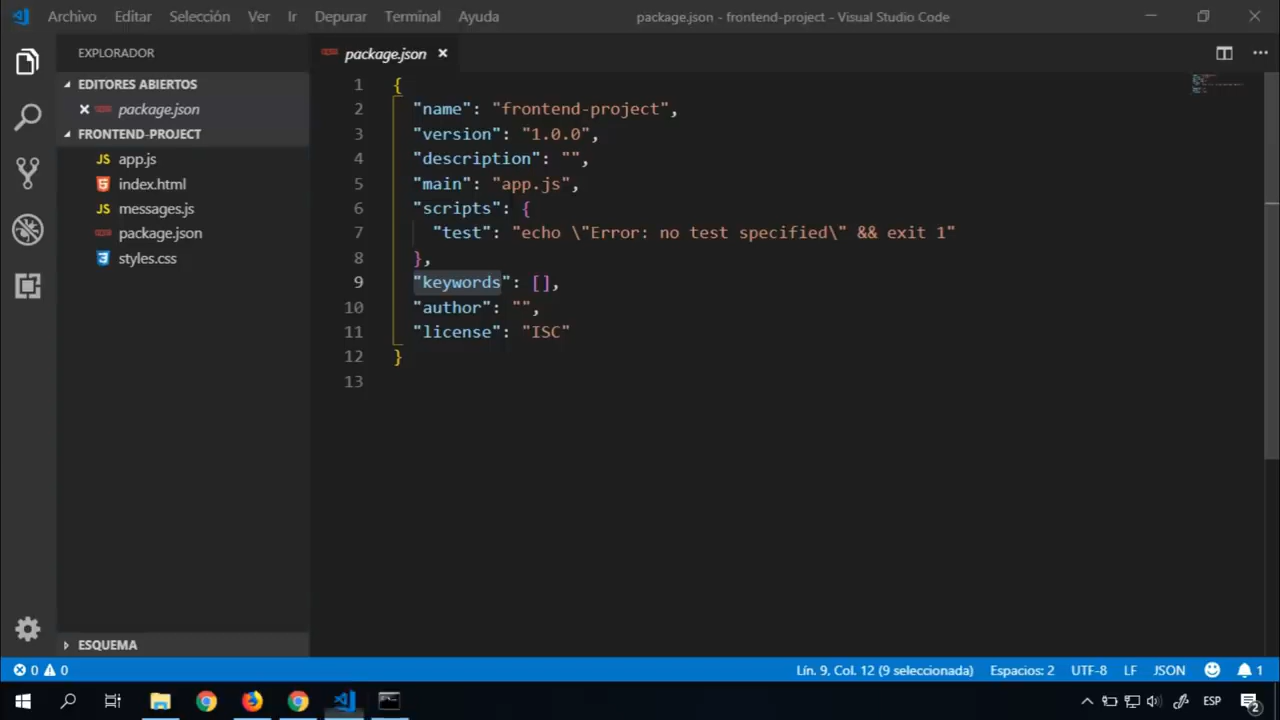 Archivo Editar Selección Ver Ir Depurar Terminal Ayuda package.json - frontend-project - Visual Studio Code
EXPLORADOR
package.json
EDITORES ABIERTOS
package.json
FRONTEND-PROJECT
JS app.js
index.html
JS messages.js
package.json
styles.css
ESQUEMA
1 {
2 "name": "frontend-project",
3 "version": "1.0.0",
4 "description": "",
5 "main": "app.js",
6 "scripts": {
7 "test": "echo \"Error: no test specified\" && exit 1"
8 },
9 "keywords": [],
10 "author": "",
11 "license": "ISC"
12 }
13
0 0 Lín. 9, Col. 12 (9 seleccionada) Espacios: 2 UTF-8 LF JSON 1
ESP 2